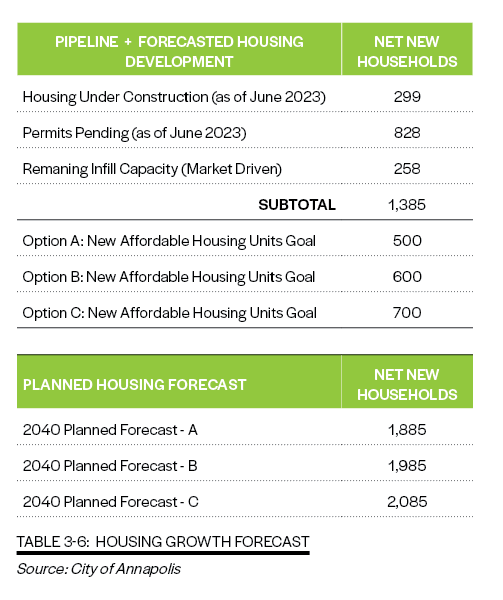 PIPELINE + FORECASTED HOUSING DEVELOPMENT NET NEW HOUSEHOLDS
Housing Under Construction (as of June 2023) 299
Permits Pending (as of June 2023) 828
Remaning Infill Capacity (Market Driven) 258
SUBTOTAL 1,385
Option A: New Affordable Housing Units Goal 500
Option B: New Affordable Housing Units Goal 600
Option C: New Affordable Housing Units Goal 700
PLANNED HOUSING FORECAST NET NEW HOUSEHOLDS
2040 Planned Forecast - A 1,885
2040 Planned Forecast - B 1,985
2040 Planned Forecast - C 2,085
TABLE 3-6: HOUSING GROWTH FORECAST
Source: City of Annapolis